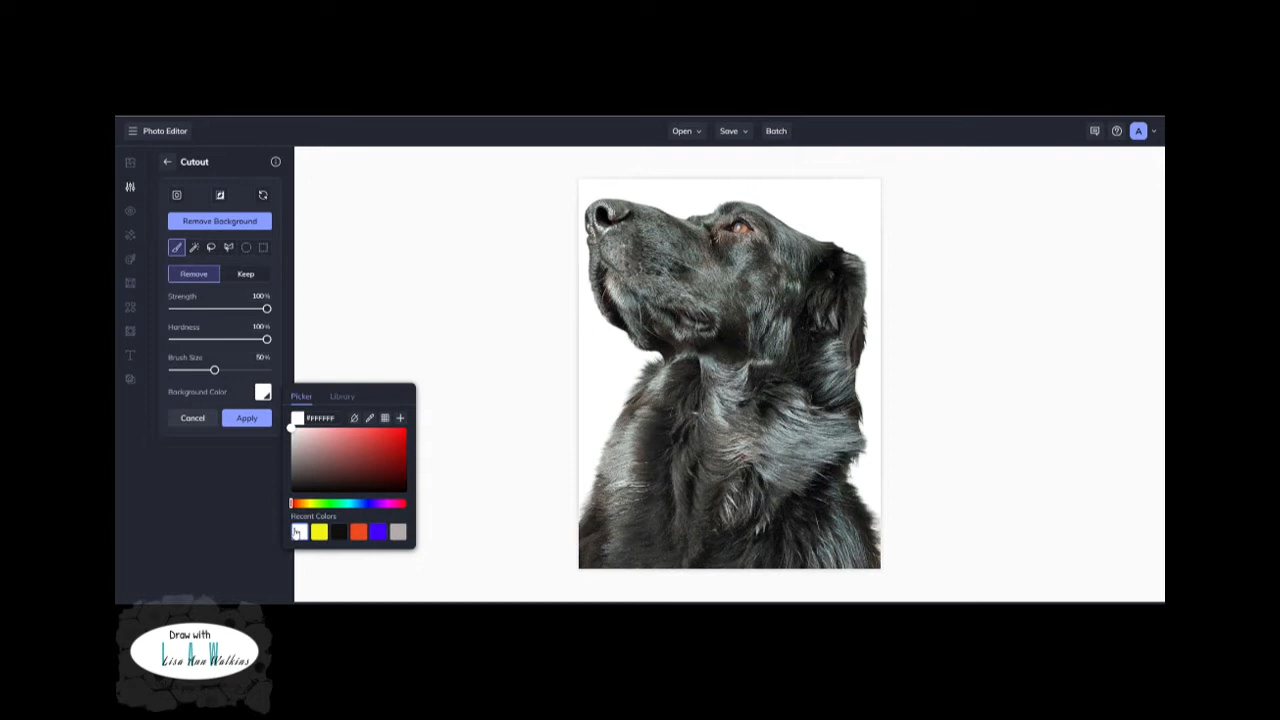 Photo Editor
Open
Save
Batch
A
Cutout
Remove Background
Remove
Keep
Strength
100%
Hardness
100%
Brush Size
50%
Background Color
Cancel
Apply
Picker
Library
#FFFFFF
Recent Colors
Draw with
L A W
Lisa Ann Watkins